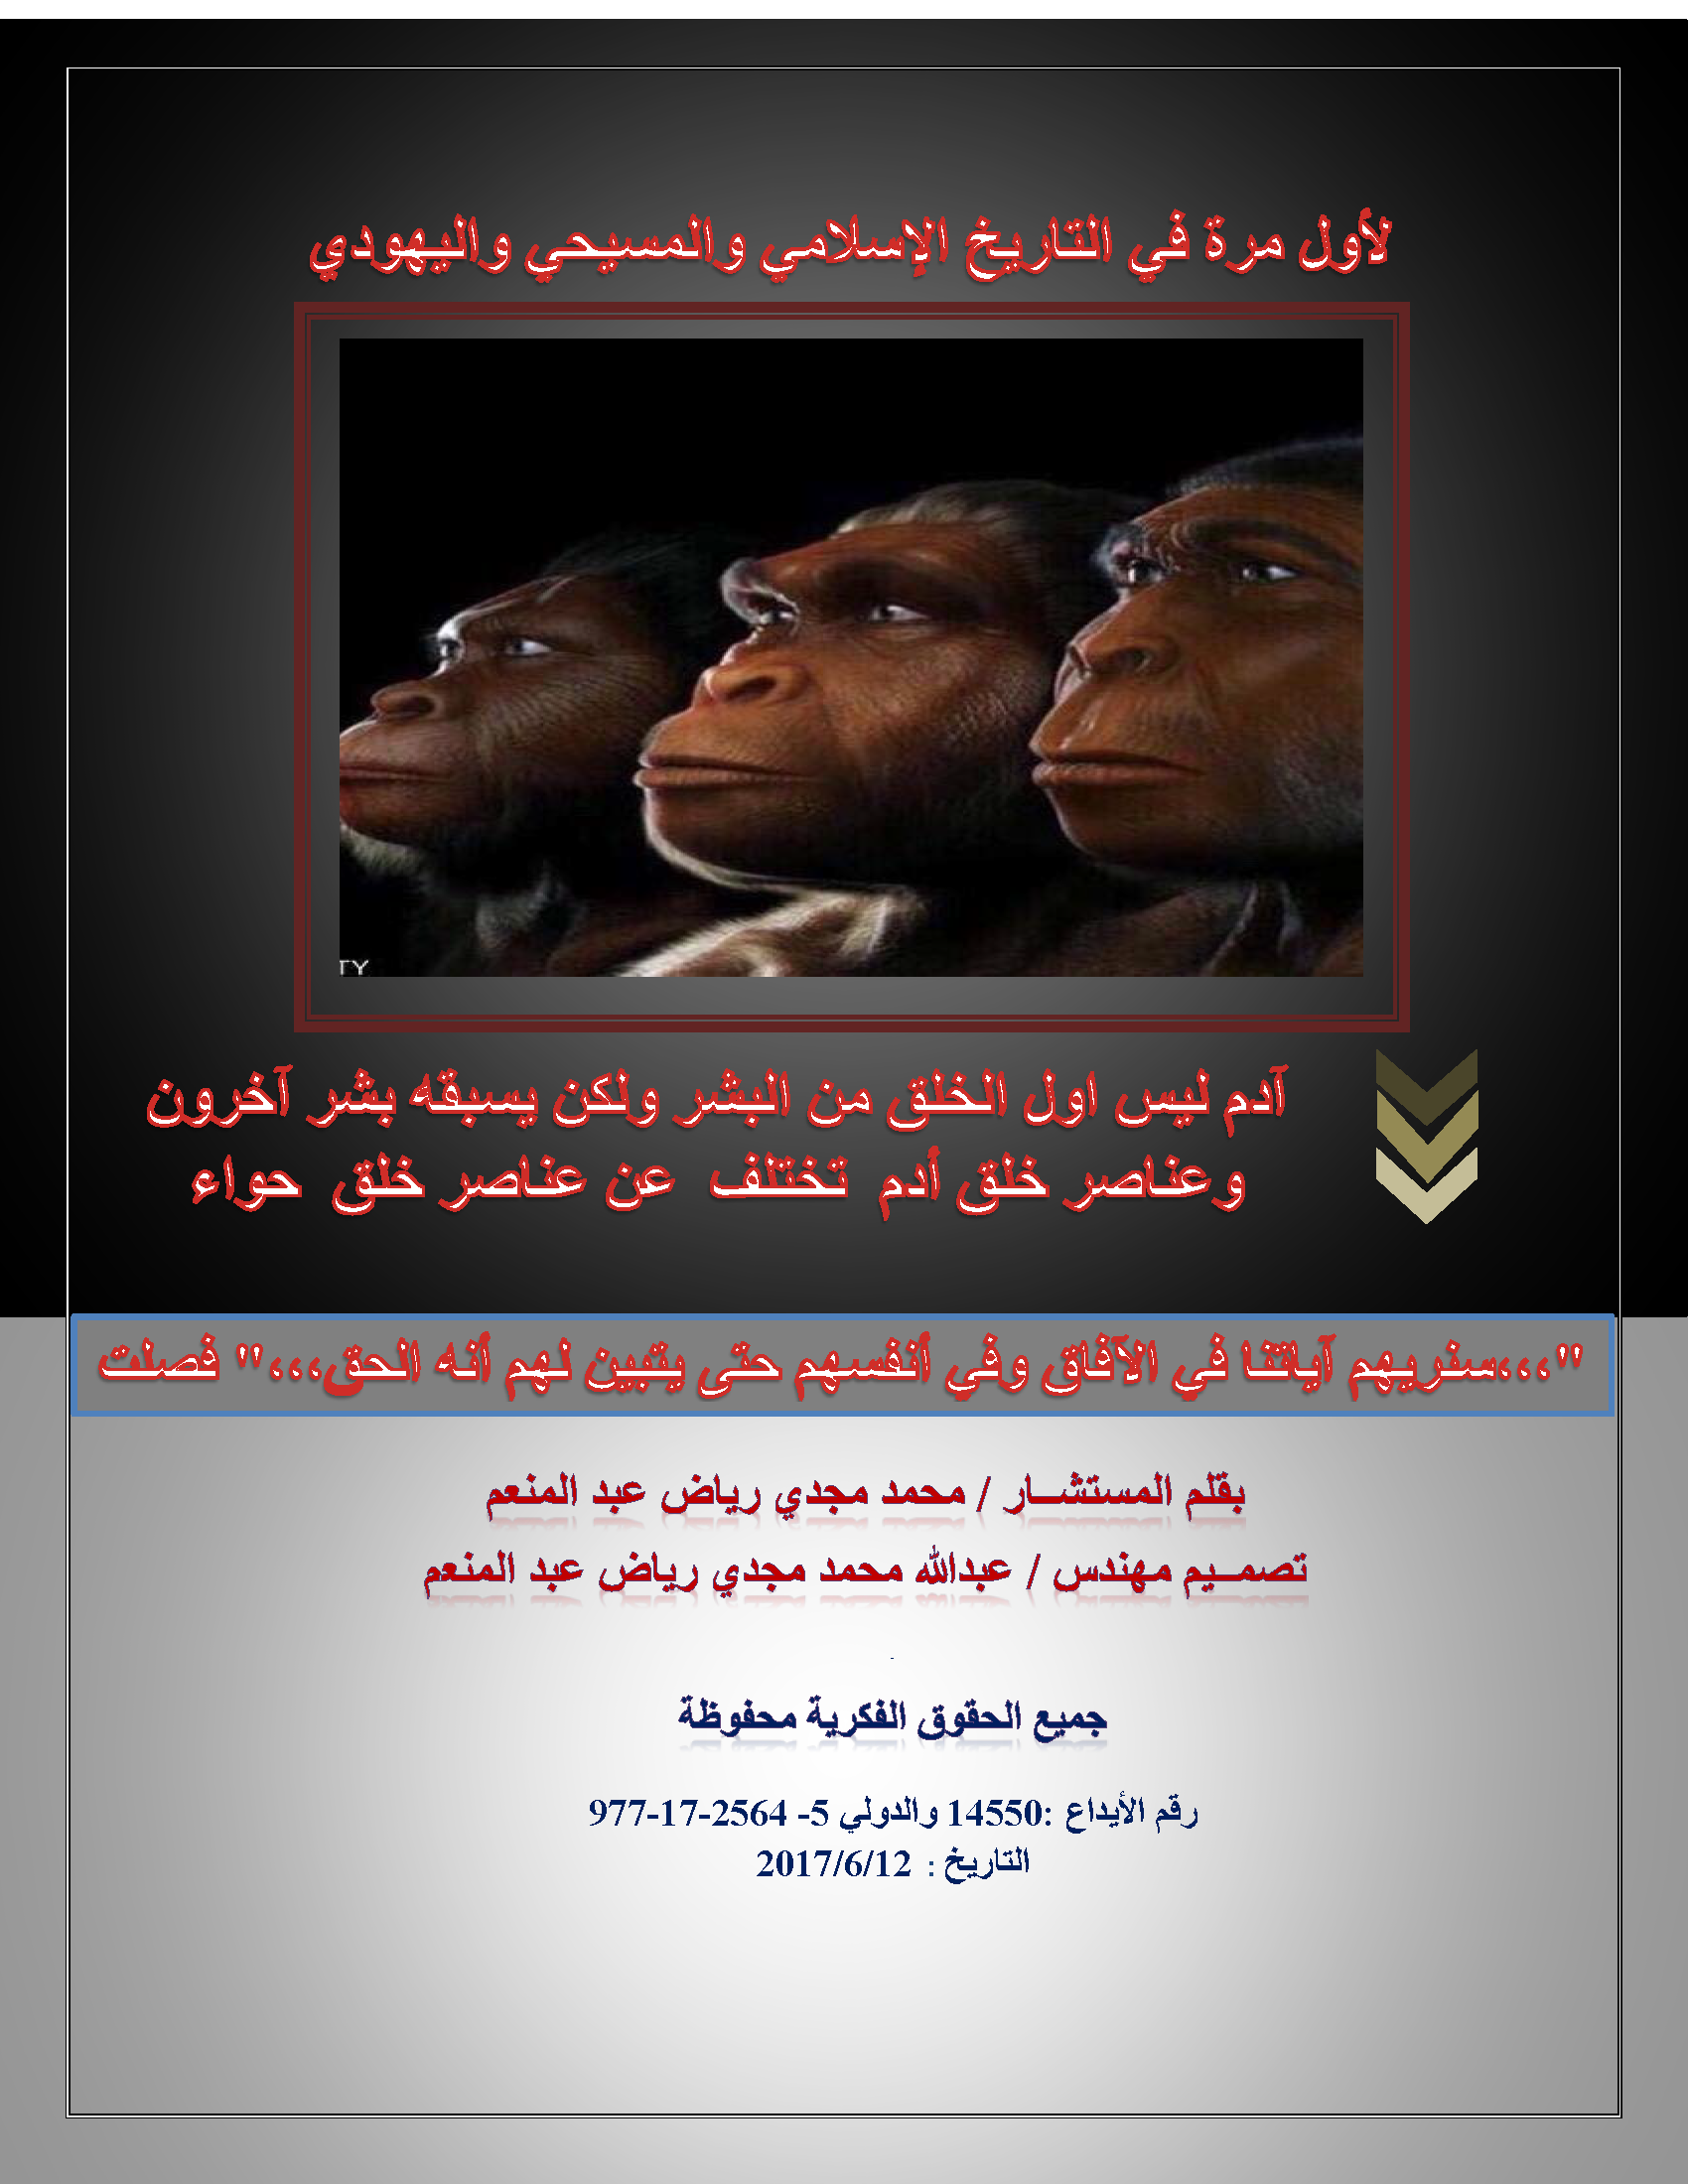 لأول مرة في التاريخ الإسلامي والمسيحي واليهودي
TY
آدم ليس اول الخلق من البشر ولكن يسبقه بشر آخرون
وعناصر خلق أدم تختلف عن عناصر خلق حواء
"،،،سنريهم آياتنا في الآفاق وفي أنفسهم حتى يتبين لهم أنه الحق،،،" فصلت
بقلم المستشــار / محمد مجدي رياض عبد المنعم
تصمــيم مهندس / عبدالله محمد مجدي رياض عبد المنعم
جميع الحقوق الفكرية محفوظة
رقم الأيداع :14550 والدولي 5- 2564-17-977
التاريخ : 2017/6/12